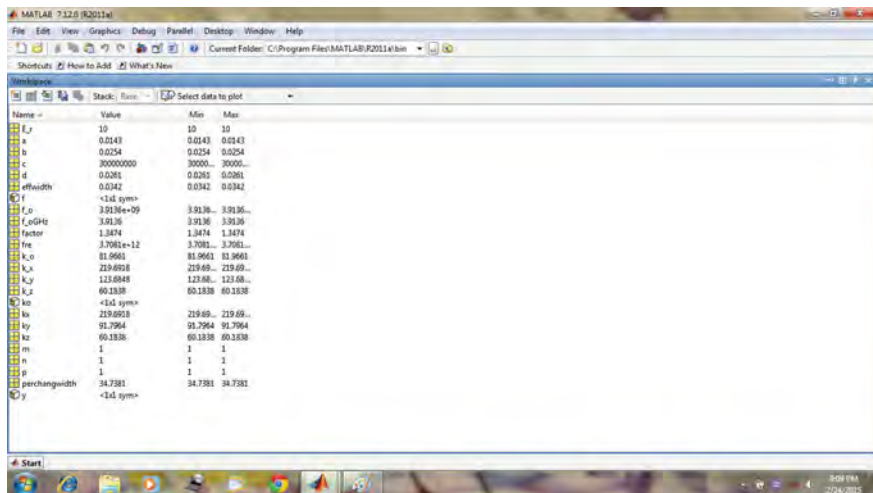 MATLAB 7.12.0 (R2011a)
File Edit View Graphics Debug Parallel Desktop Window Help
Current Folder: C:\Program Files\MATLAB\R2011a\bin
Shortcuts How to Add What's New
Workspace
Stack: Base Select data to plot
Name Value Min Max
E_r 10 10 10
a 0.0143 0.0143 0.0143
b 0.0254 0.0254 0.0254
c 300000000 30000... 30000...
d 0.0261 0.0261 0.0261
effwidth 0.0342 0.0342 0.0342
f <1x1 sym>
f_o 3.9136e+09 3.9136... 3.9136...
f_oGHz 3.9136 3.9136 3.9136
factor 1.3474 1.3474 1.3474
fre 3.7081e+12 3.7081... 3.7081...
k_o 81.9661 81.9661 81.9661
k_x 219.6918 219.69... 219.69...
k_y 123.6848 123.68... 123.68...
k_z 60.1838 60.1838 60.1838
ko <1x1 sym>
kx 219.6918 219.69... 219.69...
ky 91.7964 91.7964 91.7964
kz 60.1838 60.1838 60.1838
m 1 1 1
n 1 1 1
p 1 1 1
perchangwidth 34.7381 34.7381 34.7381
y <1x1 sym>
Start
9:09 PM
2/24/2015